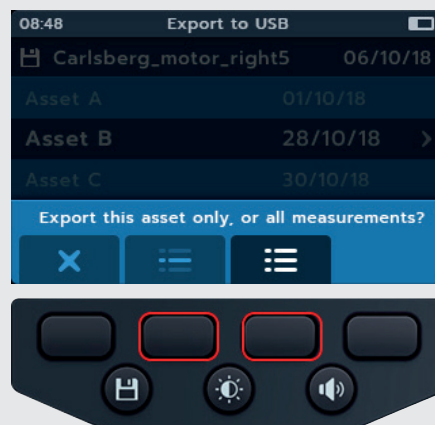 08:48 Export to USB
Carlsberg_motor_right5 06/10/18
Asset A 01/10/18
Asset B 28/10/18
Asset C 30/10/18
Export this asset only, or all measurements?